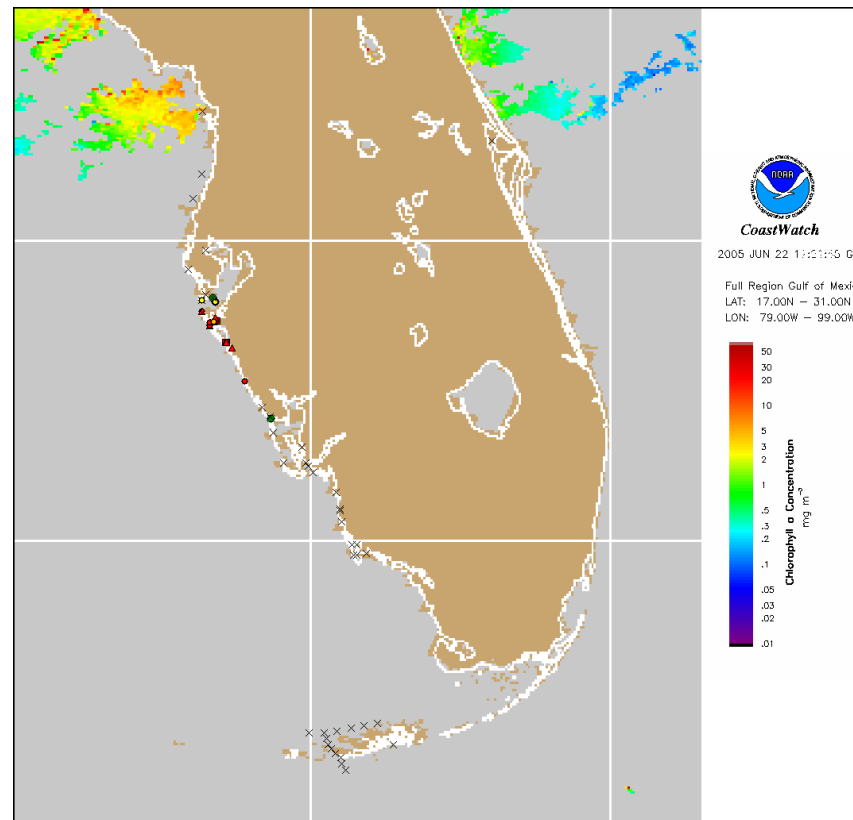 NOAA
CoastWatch
2005 JUN 22
Full Region Gulf of Mexi
LAT: 17.00N – 31.00N
LON: 79.00W – 99.00W
50
30
20
10
5
3
2
1
.5
.3
.2
.1
.05
.03
.02
.01
Chlorophyll a Concentration
mg m⁻³